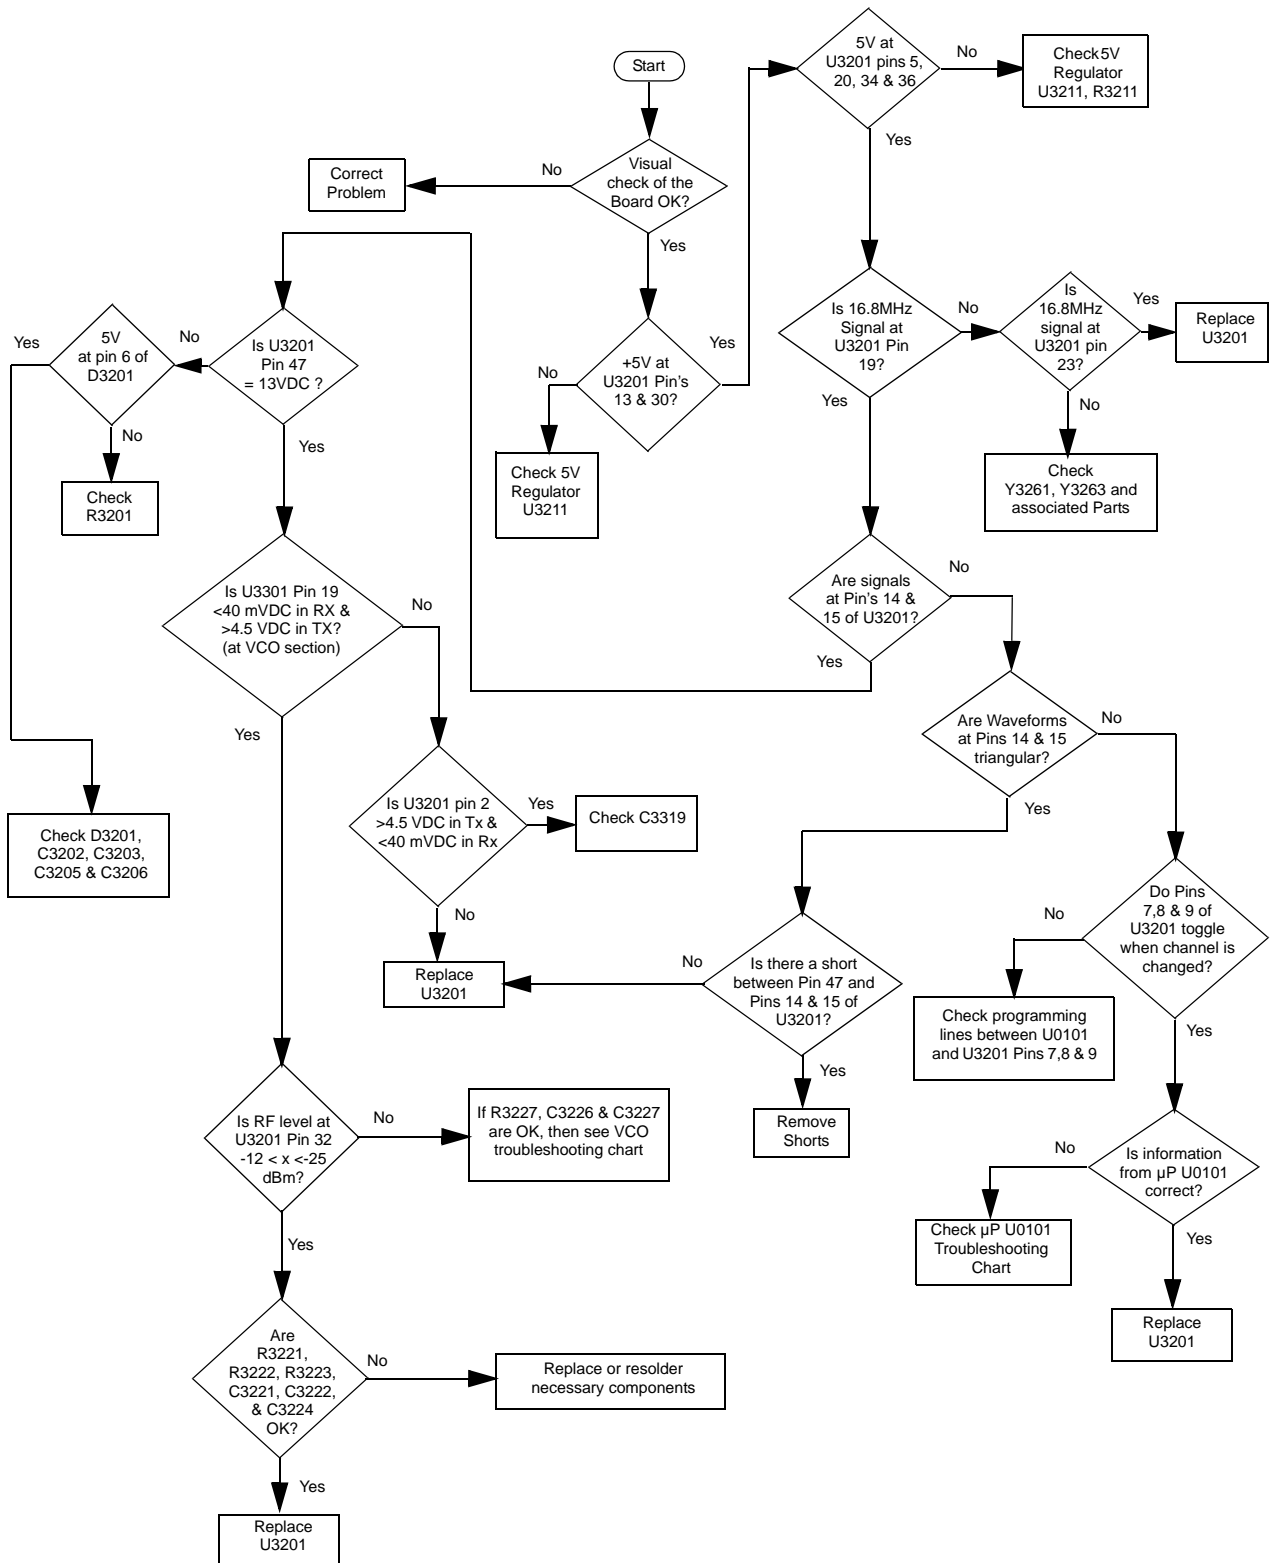 Start
Visual
check of the
Board OK?
No
Correct
Problem
Yes
+5V at
U3201 Pin's
13 & 30?
No
Check 5V
Regulator
U3211
Yes
5V at
U3201 pins 5,
20, 34 & 36
No
Check5V
Regulator
U3211, R3211
Yes
Is 16.8MHz
Signal at
U3201 Pin
19?
No
Is
16.8MHz
signal at
U3201 pin
23?
Yes
Replace
U3201
No
Check
Y3261, Y3263 and
associated Parts
Yes
Are signals
at Pin's 14 &
15 of U3201?
No
Yes
Is U3201
Pin 47
= 13VDC ?
No
5V
at pin 6 of
D3201
Yes
No
Check
R3201
Check D3201,
C3202, C3203,
C3205 & C3206
Yes
Is U3301 Pin 19
<40 mVDC in RX &
>4.5 VDC in TX?
(at VCO section)
No
Yes
Is U3201 pin 2
>4.5 VDC in Tx &
<40 mVDC in Rx
Yes
Check C3319
No
Replace
U3201
Are Waveforms
at Pins 14 & 15
triangular?
No
Yes
Is there a short
between Pin 47 and
Pins 14 & 15 of
U3201?
No
Yes
Remove
Shorts
Do Pins
7,8 & 9 of
U3201 toggle
when channel is
changed?
No
Check programming
lines between U0101
and U3201 Pins 7,8 & 9
Yes
Is information
from µP U0101
correct?
No
Check µP U0101
Troubleshooting
Chart
Yes
Replace
U3201
Is RF level at
U3201 Pin 32
-12 < x <-25
dBm?
No
If R3227, C3226 & C3227
are OK, then see VCO
troubleshooting chart
Yes
Are
R3221,
R3222, R3223,
C3221, C3222,
& C3224
OK?
No
Replace or resolder
necessary components
Yes
Replace
U3201